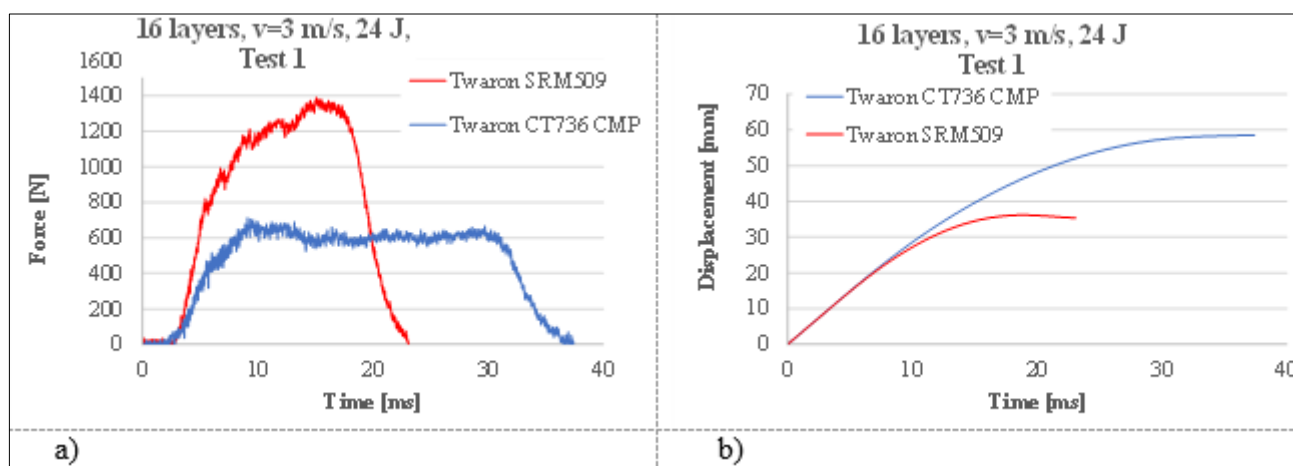 16 layers, v=3 m/s, 24 J,
Test 1
Twaron SRM509
Twaron CT736 CMP
Force [N]
1600
1400
1200
1000
800
600
400
200
0
0 10 20 30 40
Time [ms]
a)
16 layers, v=3 m/s, 24 J
Test 1
Twaron CT736 CMP
Twaron SRM509
Displacement [mm]
70
60
50
40
30
20
10
0
0 10 20 30 40
Time [ms]
b)